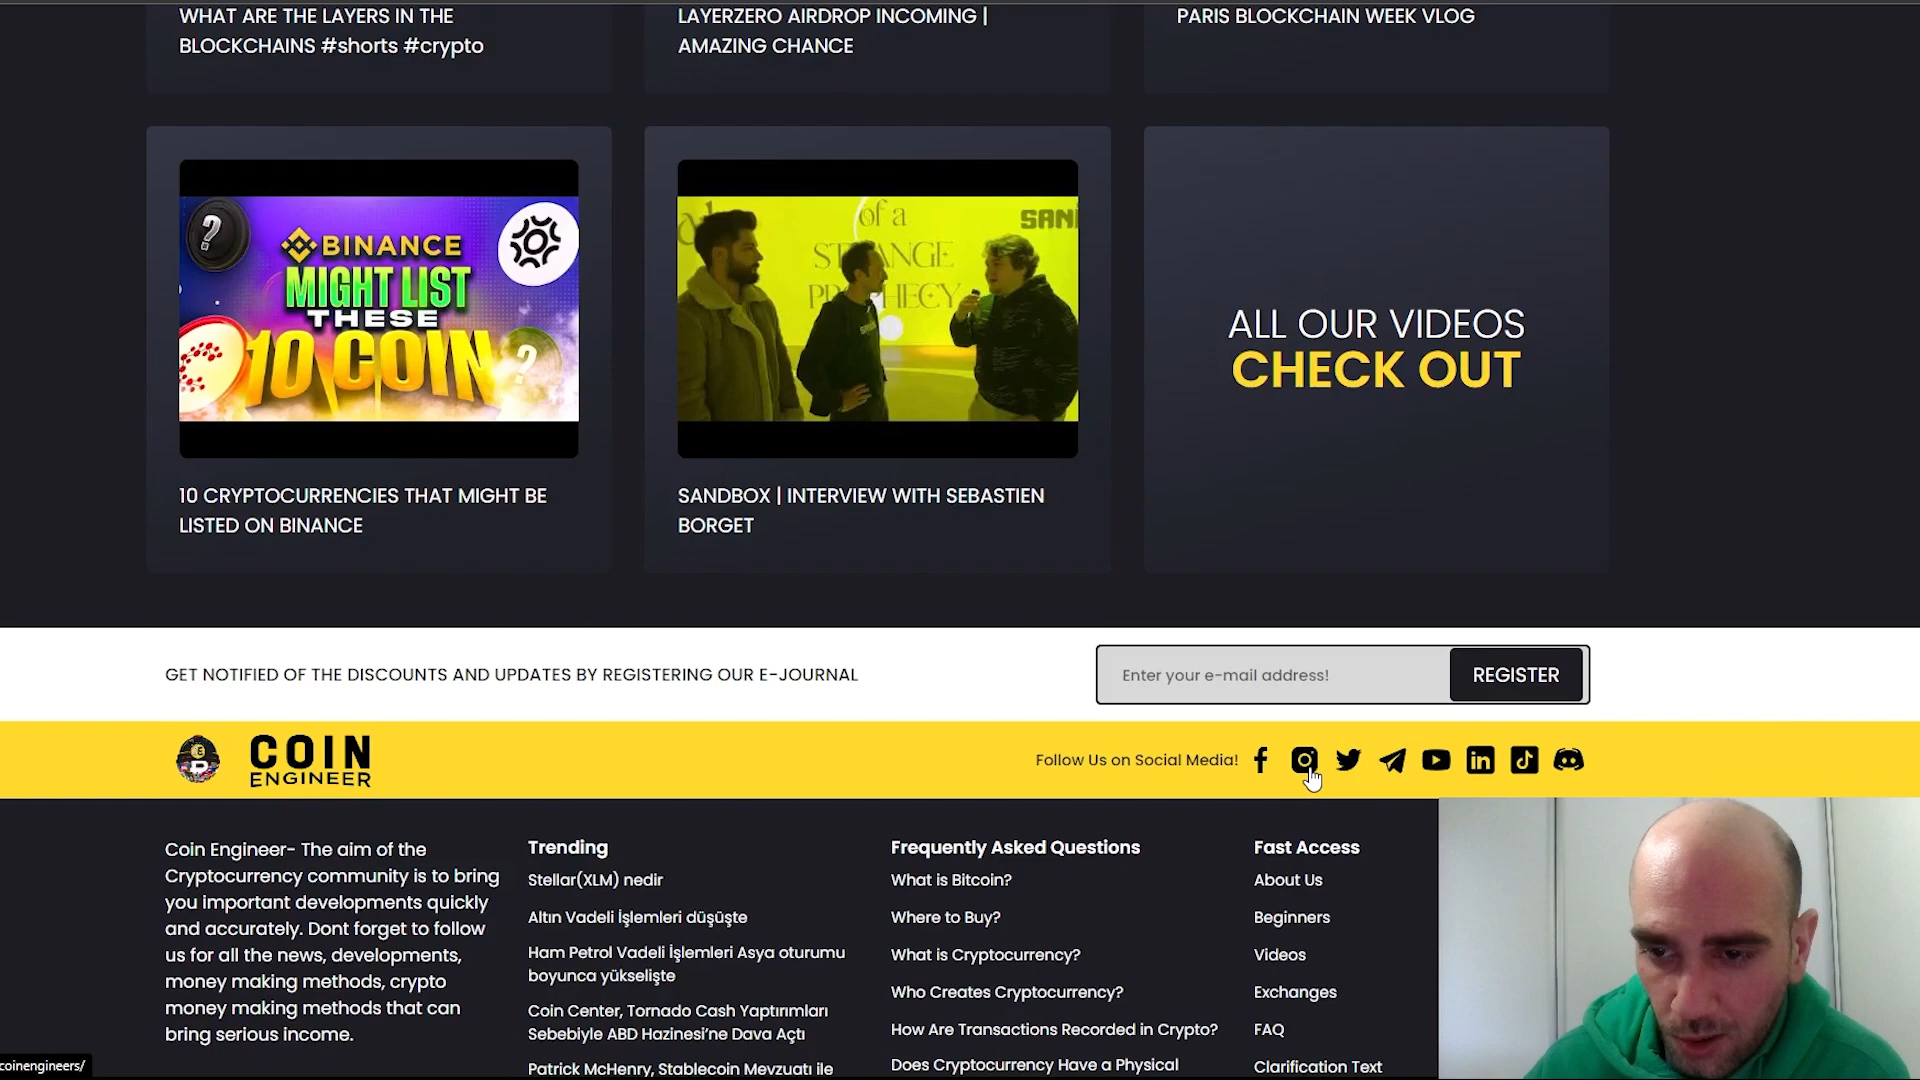 WHAT ARE THE LAYERS IN THE
BLOCKCHAINS #shorts #crypto
LAYERZERO AIRDROP INCOMING |
AMAZING CHANCE
PARIS BLOCKCHAIN WEEK VLOG
?
BINANCE
MIGHT LIST
THESE
10 COIN
?
10 CRYPTOCURRENCIES THAT MIGHT BE
LISTED ON BINANCE
of a
STRANGE
PROPHECY
SAN
SANDBOX | INTERVIEW WITH SEBASTIEN
BORGET
ALL OUR VIDEOS
CHECK OUT
GET NOTIFIED OF THE DISCOUNTS AND UPDATES BY REGISTERING OUR E-JOURNAL
Enter your e-mail address!
REGISTER
COIN
ENGINEER
Follow Us on Social Media!
Coin Engineer- The aim of the
Cryptocurrency community is to bring
you important developments quickly
and accurately. Dont forget to follow
us for all the news, developments,
money making methods, crypto
money making methods that can
bring serious income.
Trending
Stellar(XLM) nedir
Altın Vadeli İşlemleri düşüşte
Ham Petrol Vadeli İşlemleri Asya oturumu
boyunca yükselişte
Coin Center, Tornado Cash Yaptırımları
Sebebiyle ABD Hazinesi'ne Dava Açtı
Patrick McHenry, Stablecoin Mevzuatı ile
Frequently Asked Questions
What is Bitcoin?
Where to Buy?
What is Cryptocurrency?
Who Creates Cryptocurrency?
How Are Transactions Recorded in Crypto?
Does Cryptocurrency Have a Physical
Fast Access
About Us
Beginners
Videos
Exchanges
FAQ
Clarification Text
coinengineers/